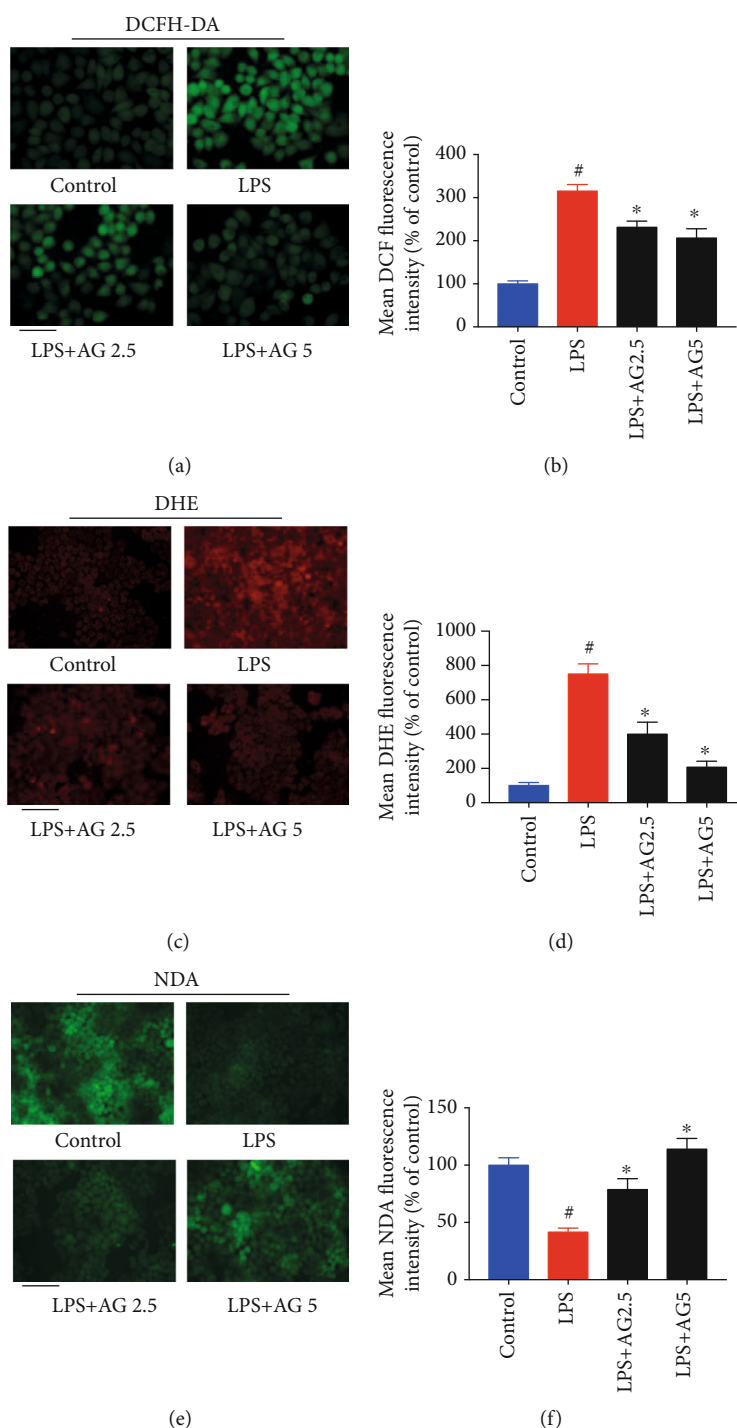 DCFH-DA
Control
LPS
LPS+AG 2.5
LPS+AG 5
(a)
Mean DCF fluorescence
intensity (% of control)
400
300
200
100
0
#
*
*
Control
LPS
LPS+AG2.5
LPS+AG5
(b)
DHE
Control
LPS
LPS+AG 2.5
LPS+AG 5
(c)
Mean DHE fluorescence
intensity (% of control)
1000
800
600
400
200
0
#
*
*
Control
LPS
LPS+AG2.5
LPS+AG5
(d)
NDA
Control
LPS
LPS+AG 2.5
LPS+AG 5
(e)
Mean NDA fluorescence
intensity (% of control)
150
100
50
0
#
*
*
Control
LPS
LPS+AG2.5
LPS+AG5
(f)